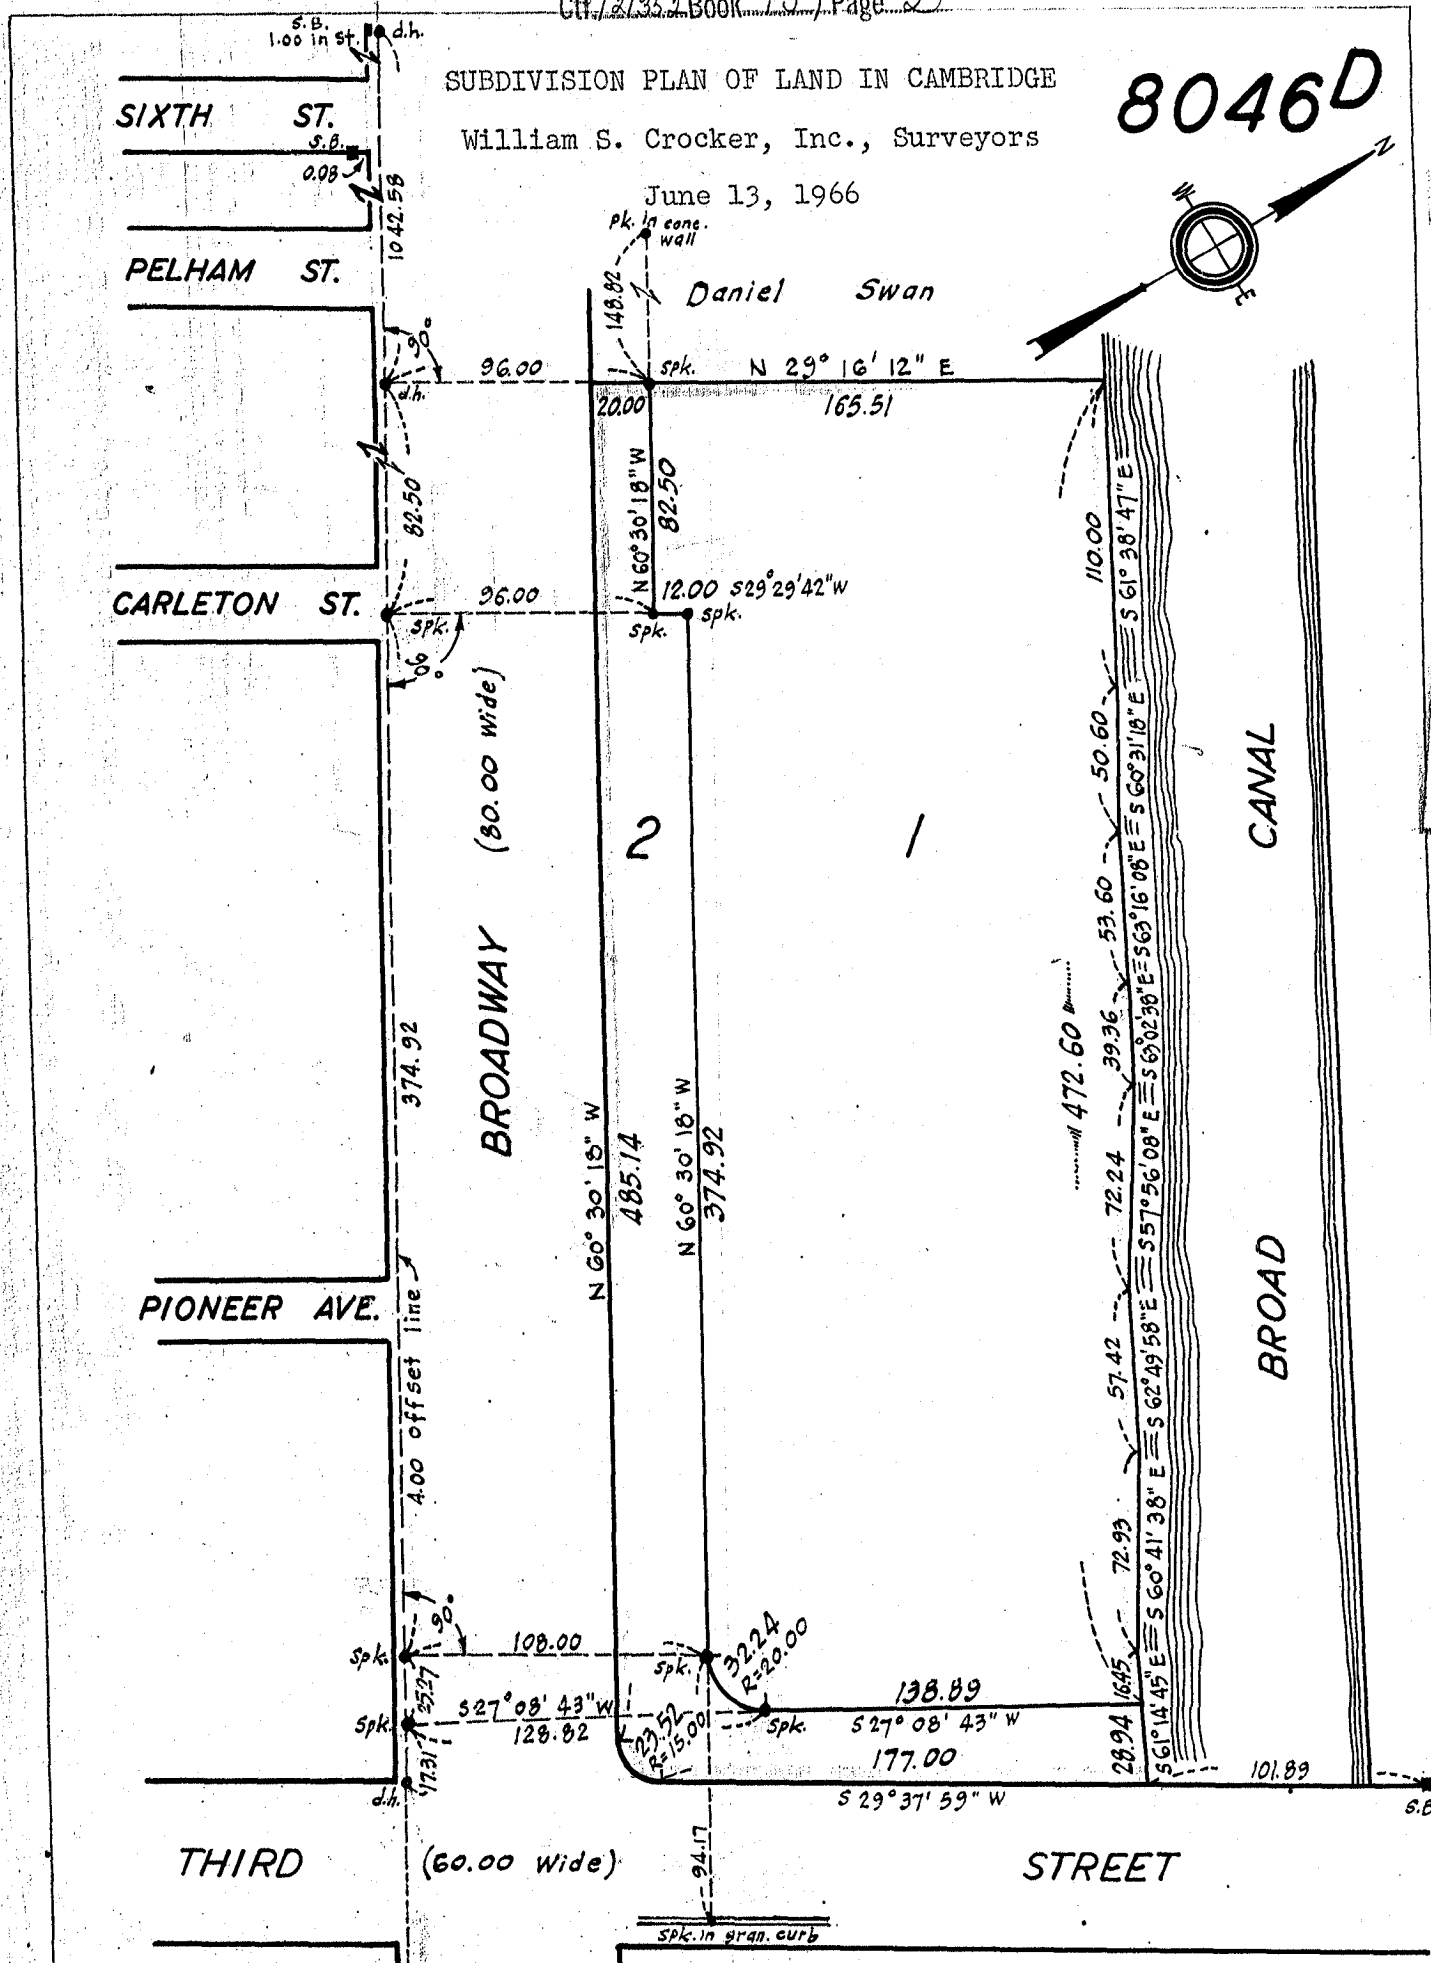 Book Page
SUBDIVISION PLAN OF LAND IN CAMBRIDGE
William S. Crocker, Inc., Surveyors
June 13, 1966
8046D
N
W
E
S.B.
1.00 in st.
d.h.
SIXTH ST.
S.B.
0.08
1042.58
PELHAM ST.
Pk. in conc.
wall
148.82
Daniel Swan
90°
96.00
spk.
N 29° 16' 12" E
d.h.
20.00
165.51
82.50
N 60° 30' 18" W
82.50
110.00
S 61° 38' 47" E
CARLETON ST.
96.00
12.00 S29°29'42"W
spk.
spk.
spk.
90°
(80.00 Wide)
BROADWAY
2
1
50.60
S 60°31'18" E
53.60
S63°16'08"E
39.36
472.60
72.24
S57°56'08" E
57.42
S 62°49'58" E
72.93
S 60°41'38" E
16.45
28.94
S61°14'45"E
BROAD CANAL
374.92
N 60° 30' 18" W
485.14
N 60° 30' 18" W
374.92
PIONEER AVE.
4.00 offset line
90°
spk.
108.00
spk.
32.24
R=20.00
25.27
spk.
S27°08' 43" W
128.82
spk.
138.89
S 27° 08' 43" W
23.52
R=15.00
177.00
S 29° 37' 59" W
17.31
d.h.
101.89
THIRD (60.00 Wide) STREET
94.17
spk. in gran. curb